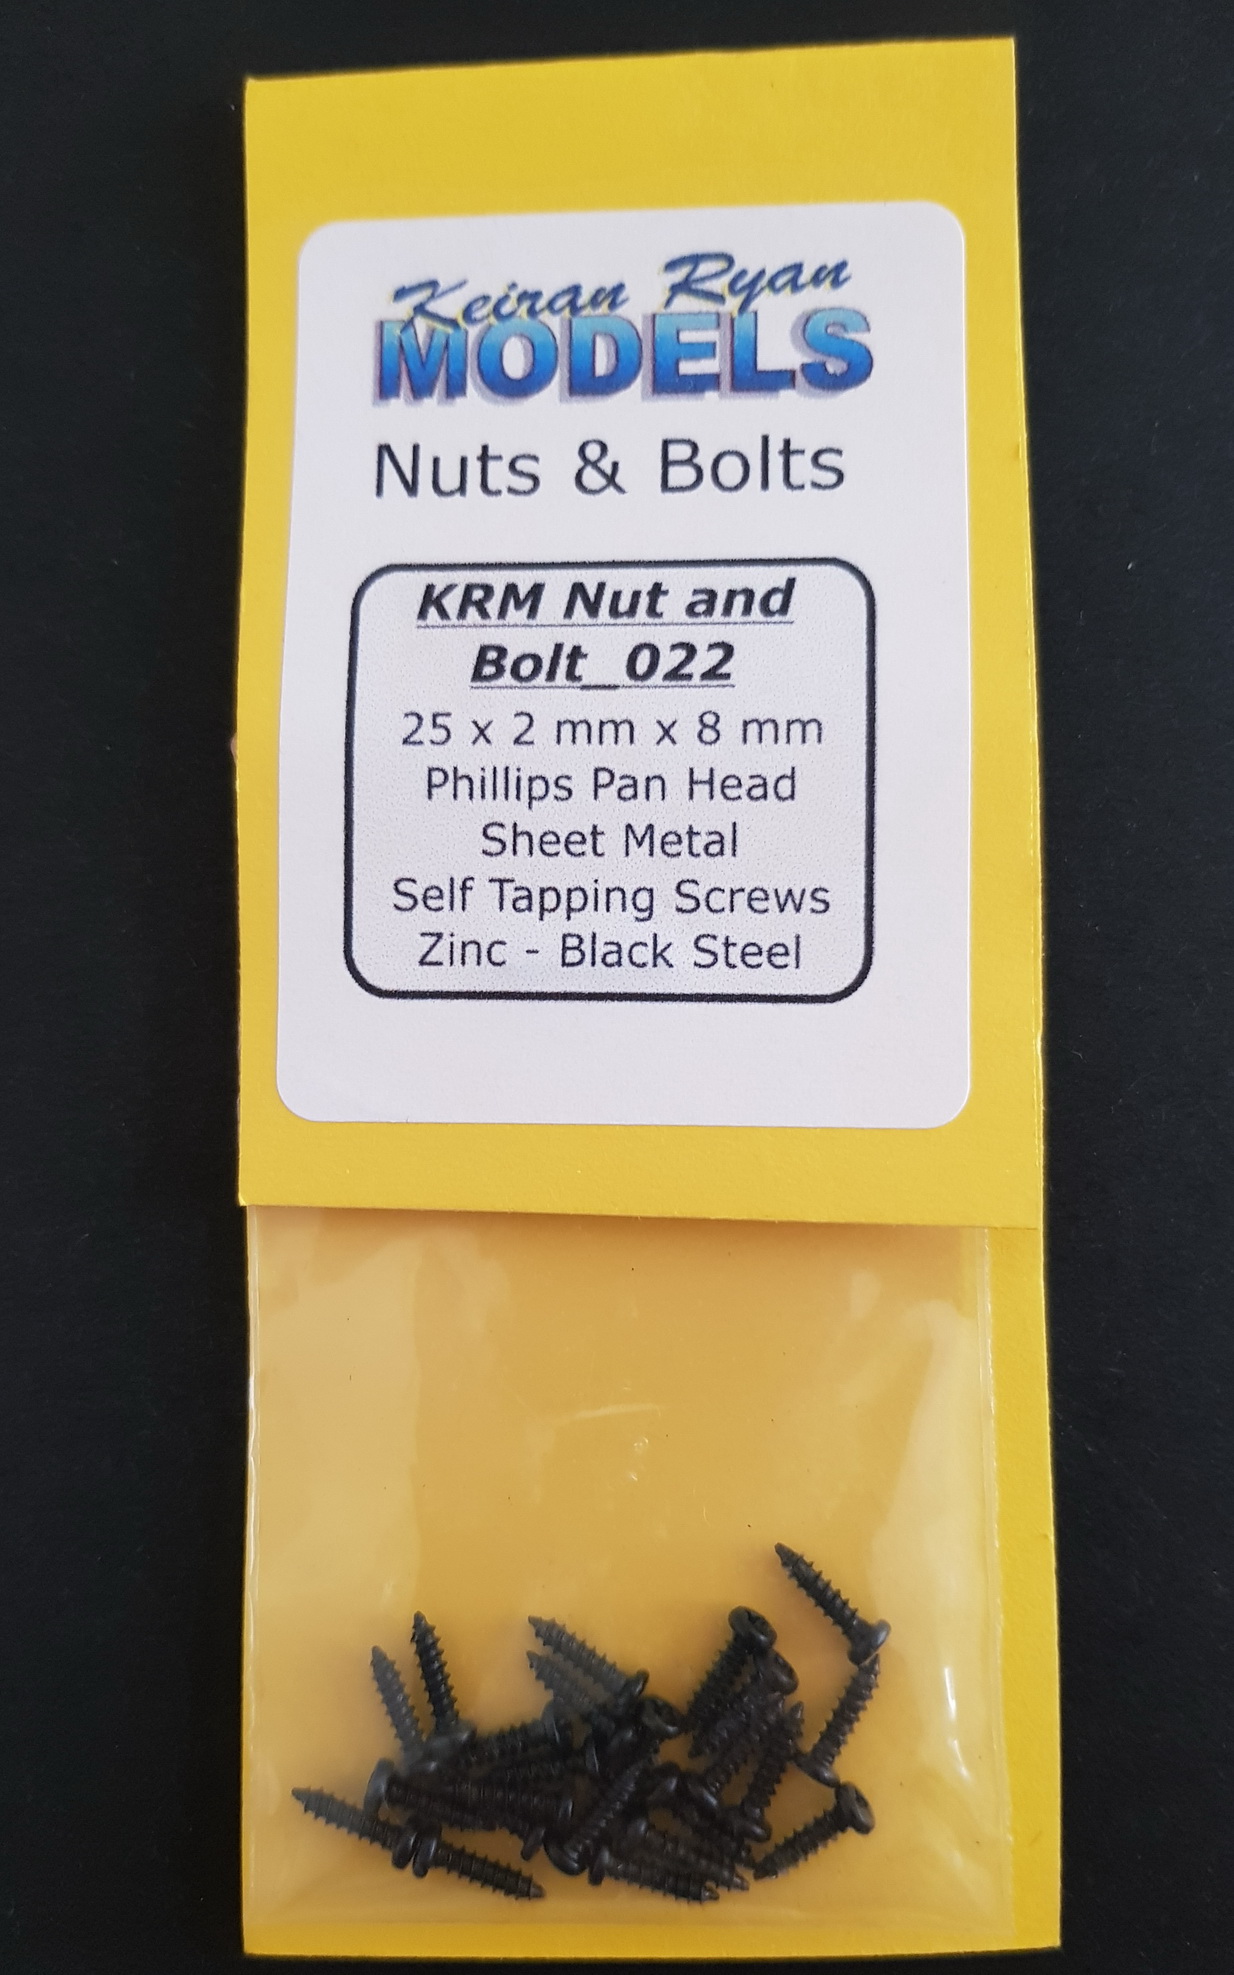 Keiran Ryan
MODELS
Nuts & Bolts
KRM Nut and
Bolt_022
25 x 2 mm x 8 mm
Phillips Pan Head
Sheet Metal
Self Tapping Screws
Zinc - Black Steel